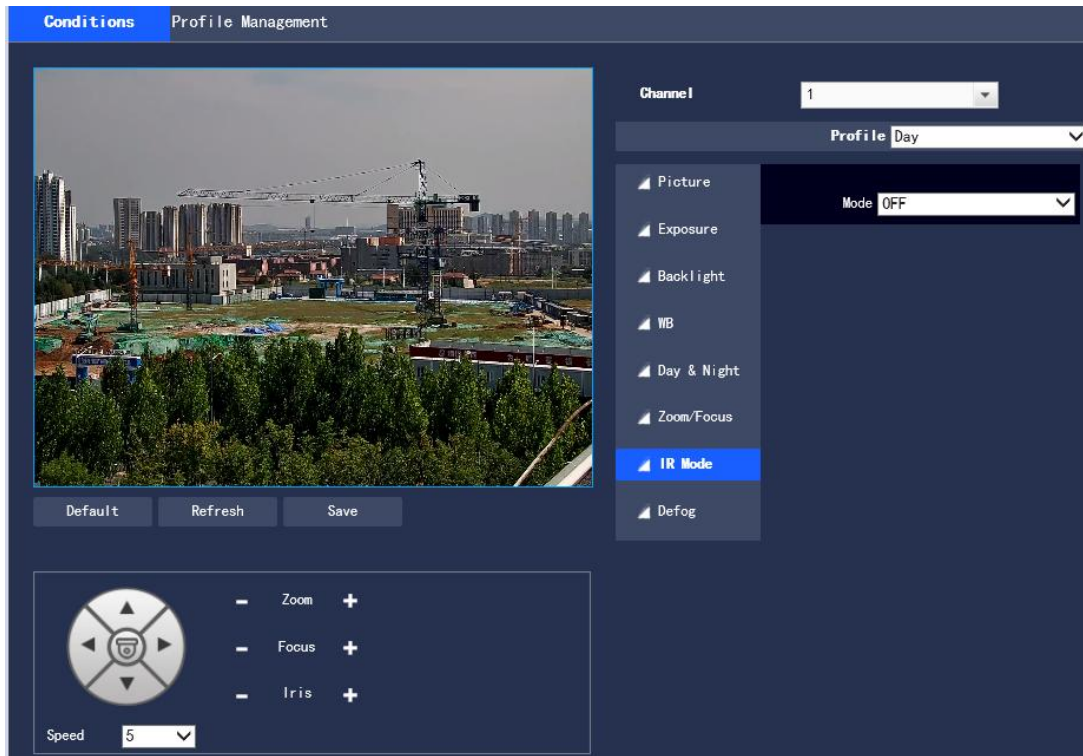 Conditions Profile Management
Channel 1
Profile Day
Picture
Mode OFF
Exposure
Backlight
WB
Day & Night
Zoom/Focus
IR Mode
Defog
Default Refresh Save
- Zoom +
- Focus +
- Iris +
Speed 5